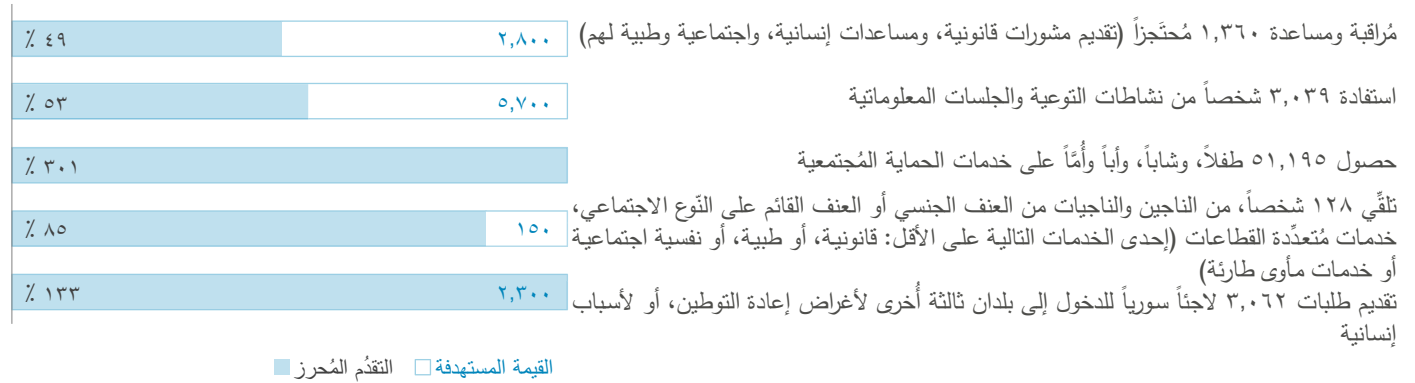 مُراقبة ومساعدة ١,٣٦٠ مُحتَجزاً (تقديم مشورات قانونية، ومساعدات إنسانية، واجتماعية وطبية لهم)
٢,٨٠٠
٤٩ ٪
استفادة ٣,٠٣٩ شخصاً من نشاطات التوعية والجلسات المعلوماتية
٥,٧٠٠
٥٣ ٪
حصول ٥١,١٩٥ طفلاً، وشاباً، وأباً وأُمَّاً على خدمات الحماية المُجتمعية
٣٠١ ٪
تلقِّي ١٢٨ شخصاً، من الناجين والناجيات من العنف الجنسي أو العنف القائم على النّوع الاجتماعي،
خدمات مُتعدِّدة القطاعات (إحدى الخدمات التالية على الأقل: قانونية، أو طبية، أو نفسية اجتماعية
أو خدمات مأوى طارئة)
١٥٠
٨٥ ٪
تقديم طلبات ٣,٠٦٢ لاجئاً سورياً للدخول إلى بلدان ثالثة أُخرى لأغراض إعادة التوطين، أو لأسباب
إنسانية
٢,٣٠٠
١٣٣ ٪
القيمة المستهدفة
التقدُم المُحرز